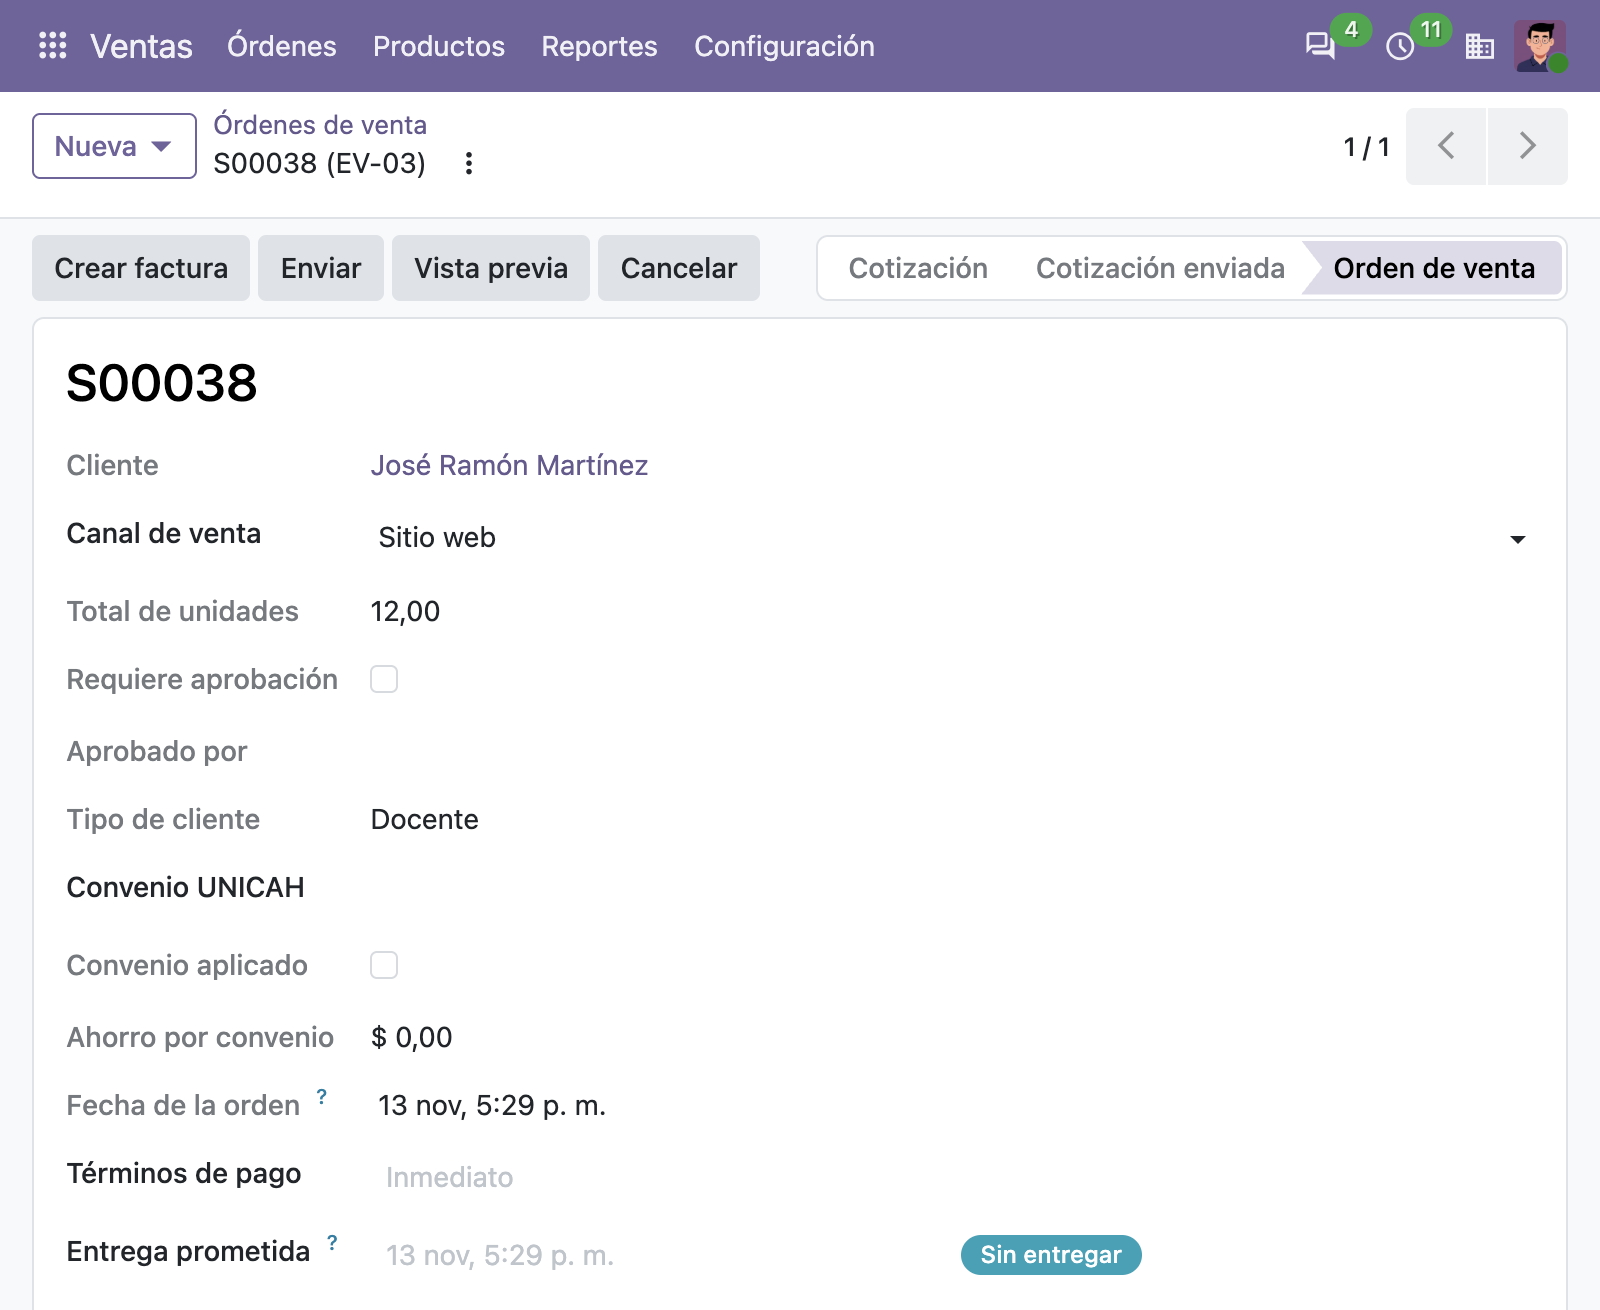 Ventas Órdenes Productos Reportes Configuración 4 11
Nueva
Órdenes de venta
S00038 (EV-03)
1 / 1
Crear factura Enviar Vista previa Cancelar Cotización Cotización enviada Orden de venta
S00038
Cliente José Ramón Martínez
Canal de venta Sitio web
Total de unidades 12,00
Requiere aprobación
Aprobado por
Tipo de cliente Docente
Convenio UNICAH
Convenio aplicado
Ahorro por convenio $ 0,00
Fecha de la orden ? 13 nov, 5:29 p. m.
Términos de pago Inmediato
Entrega prometida ? 13 nov, 5:29 p. m. Sin entregar